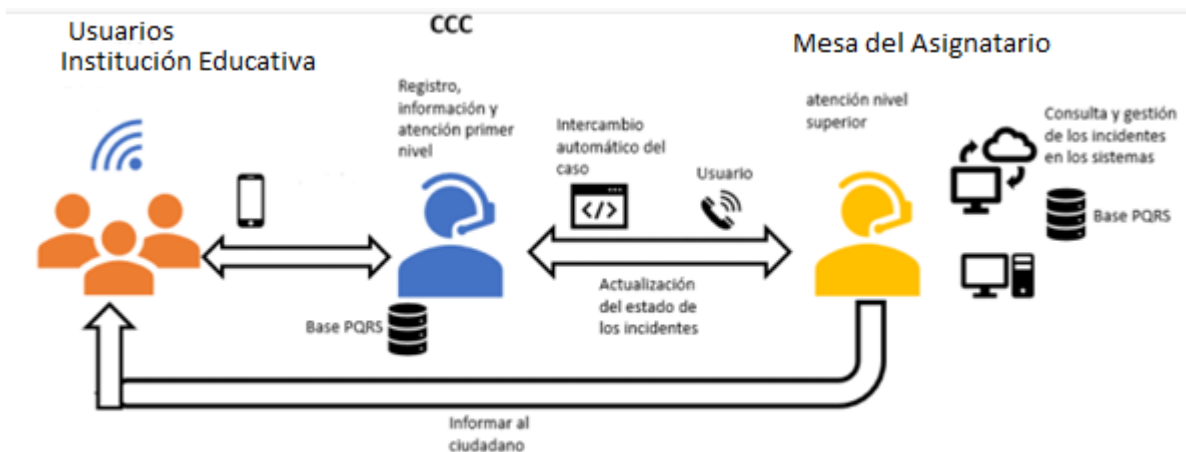 Usuarios
Institución Educativa
CCC
Mesa del Asignatario
Registro,
información y
atención primer
nivel
Intercambio
automático del
caso
</>
Usuario
atención nivel
superior
Consulta y gestión
de los incidentes
en los sistemas
Base PQRS
Actualización
del estado de
los incidentes
Base PQRS
Informar al
ciudadano